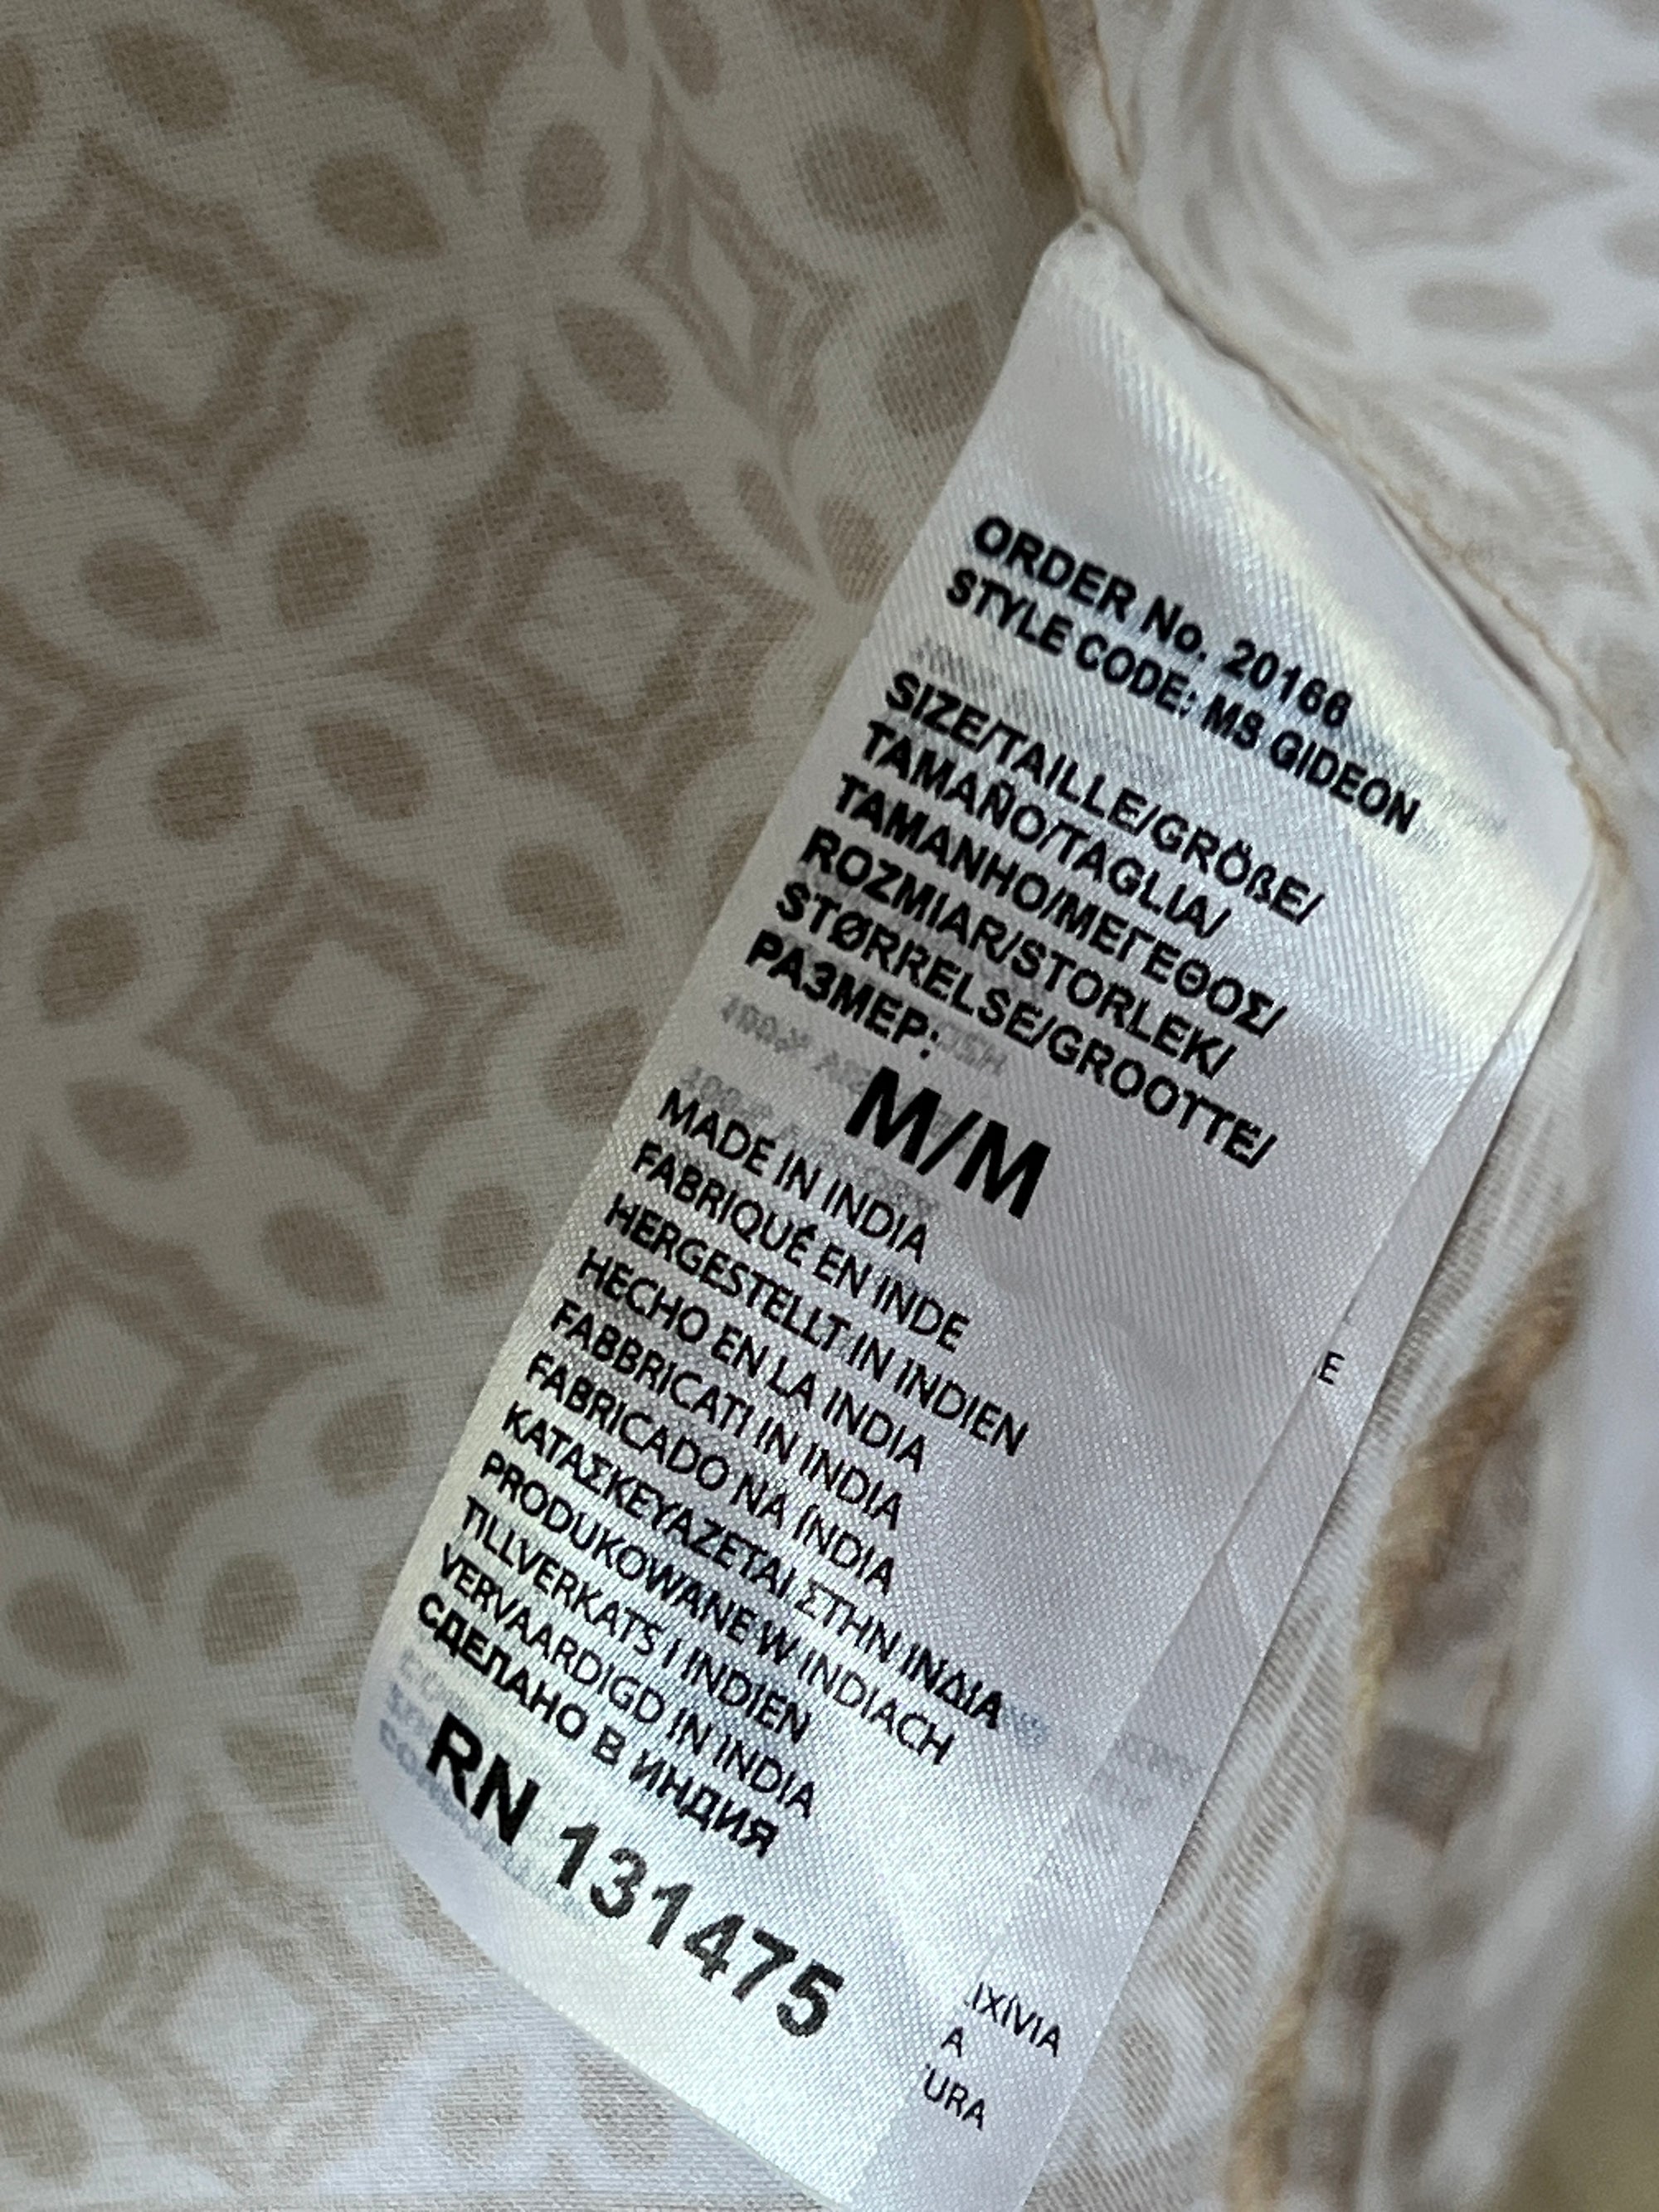 ORDER No. 20166
STYLE CODE: MS GIDEON
SIZE/TAILLE/GRÖßE/
TAMAÑO/TAGLIA/
TAMANHO/ΜΕΓΕΘΟΣ/
ROZMIAR/STORLEK/
STØRRELSE/GROOTTE/
РАЗМЕР:
M/M
MADE IN INDIA
FABRIQUÉ EN INDE
HERGESTELLT IN INDIEN
HECHO EN LA INDIA
FABBRICATI IN INDIA
FABRICADO NA ÍNDIA
ΚΑΤΑΣΚΕΥΑΖΕΤΑΙ ΣΤΗΝ ΙΝΔΙΑ
PRODUKOWANE W INDIACH
TILLVERKATS I INDIEN
VERVAARDIGD IN INDIA
СДЕЛАНО В ИНДИЯ
RN 131475
E
IXÍVIA
A
URA